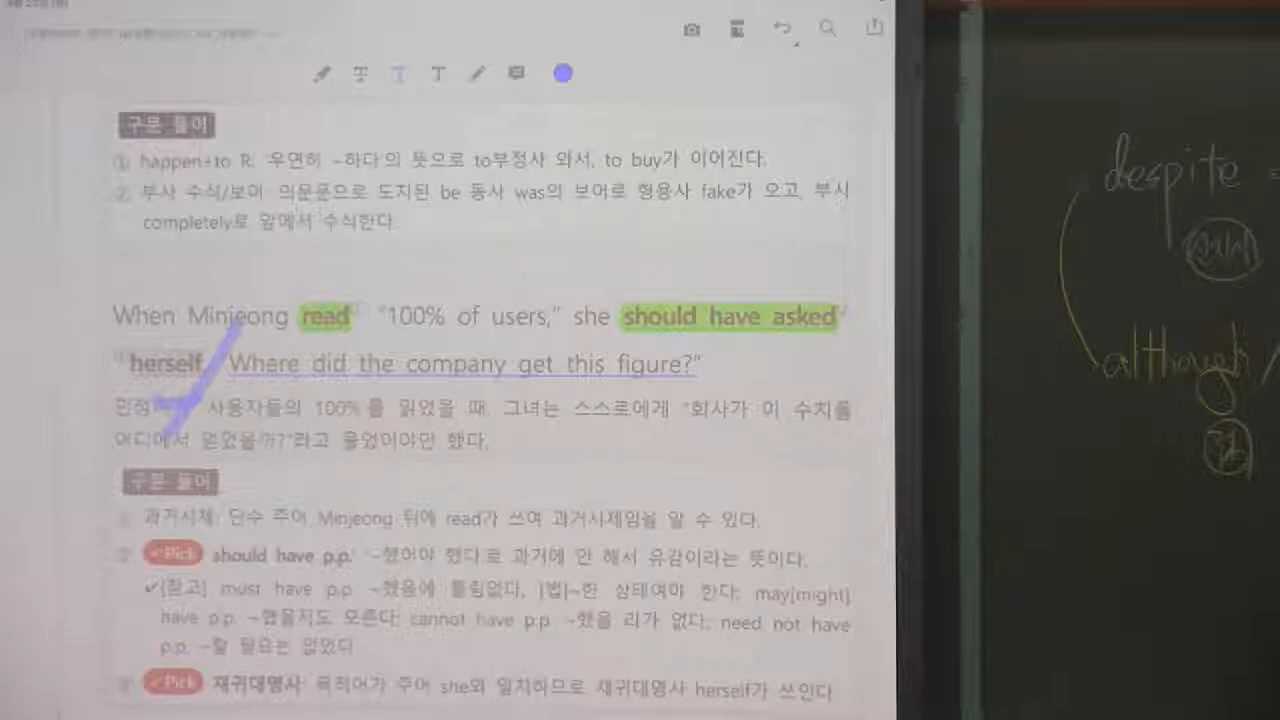 구문 풀이
① happen+to R: '우연히 ~하다'의 뜻으로 to부정사 와서, to buy가 이어진다.
② 부사 수식/보어: 의문문으로 도치된 be 동사 was의 보어로 형용사 fake가 오고, 부사
completely로 앞에서 수식한다.
When Minjeong read "100% of users," she should have asked
herself, Where did the company get this figure?"
사용자들의 100%를 읽었을 때, 그녀는 스스로에게 "회사가 이 수치를
어디에서 얻었을까?"라고 물었어야만 했다.
구문 풀이
① 과거시제: 단수 주어 Minjeong 뒤에 read가 쓰여 과거시제임을 알 수 있다.
② ✓Pick should have p.p.: '~했어야 했다'로 과거에 안 해서 유감이라는 뜻이다.
✓[참고] must have p.p. ~했음에 틀림없다, [법]~한 상태여야 한다; may[might]
have p.p. ~했을지도 모른다; cannot have p.p. ~했을 리가 없다; need not have
p.p. ~할 필요는 없었다
③ ✓Pick 재귀대명사: 목적어가 주어 she와 일치하므로 재귀대명사 herself가 쓰인다
despite =
전치사
although /
접